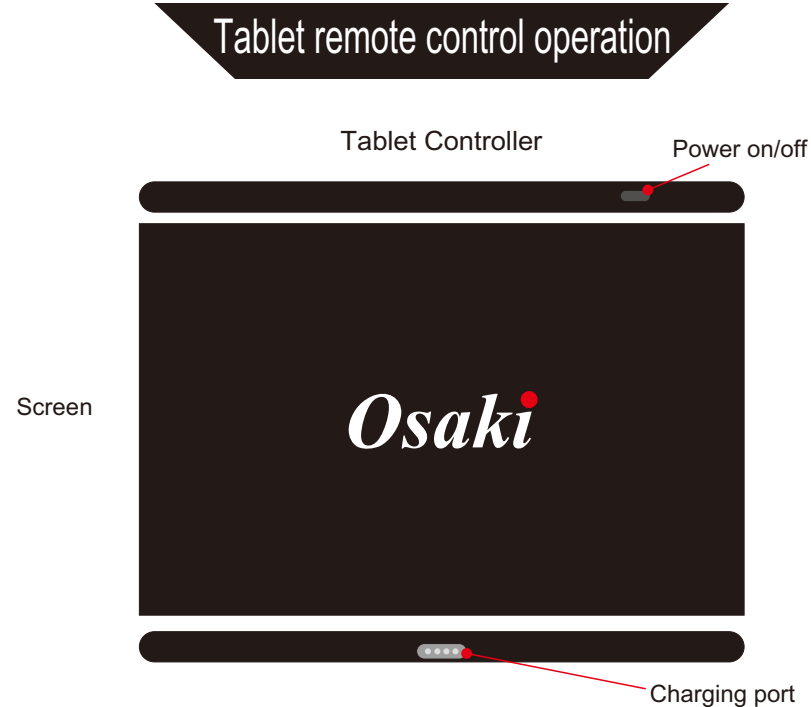 Tablet remote control operation
Tablet Controller
Power on/off
Screen
Osaki
Charging port